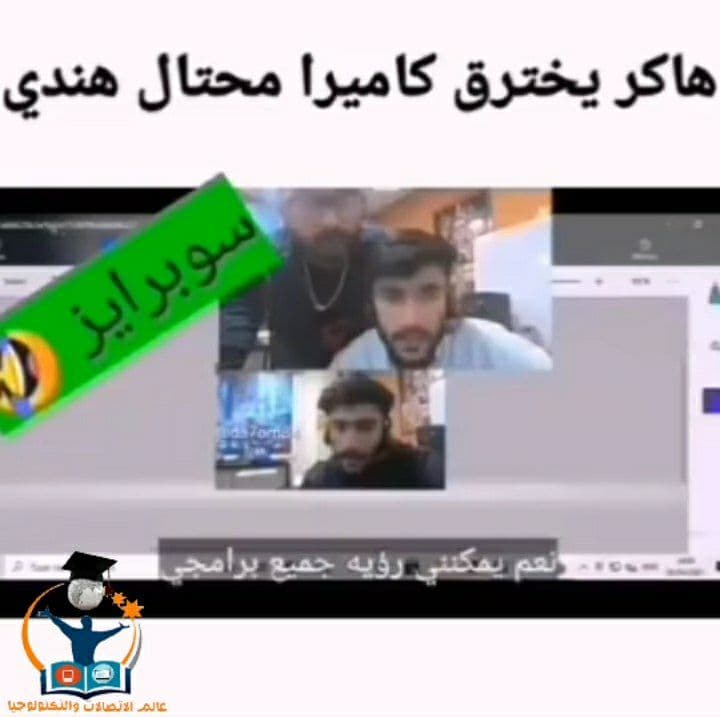 هاكر يخترق كاميرا محتال هندي
سوبرايز
نعم يمكنني رؤيه جميع برامجي
عالم الاتصالات والتكنولوجيا